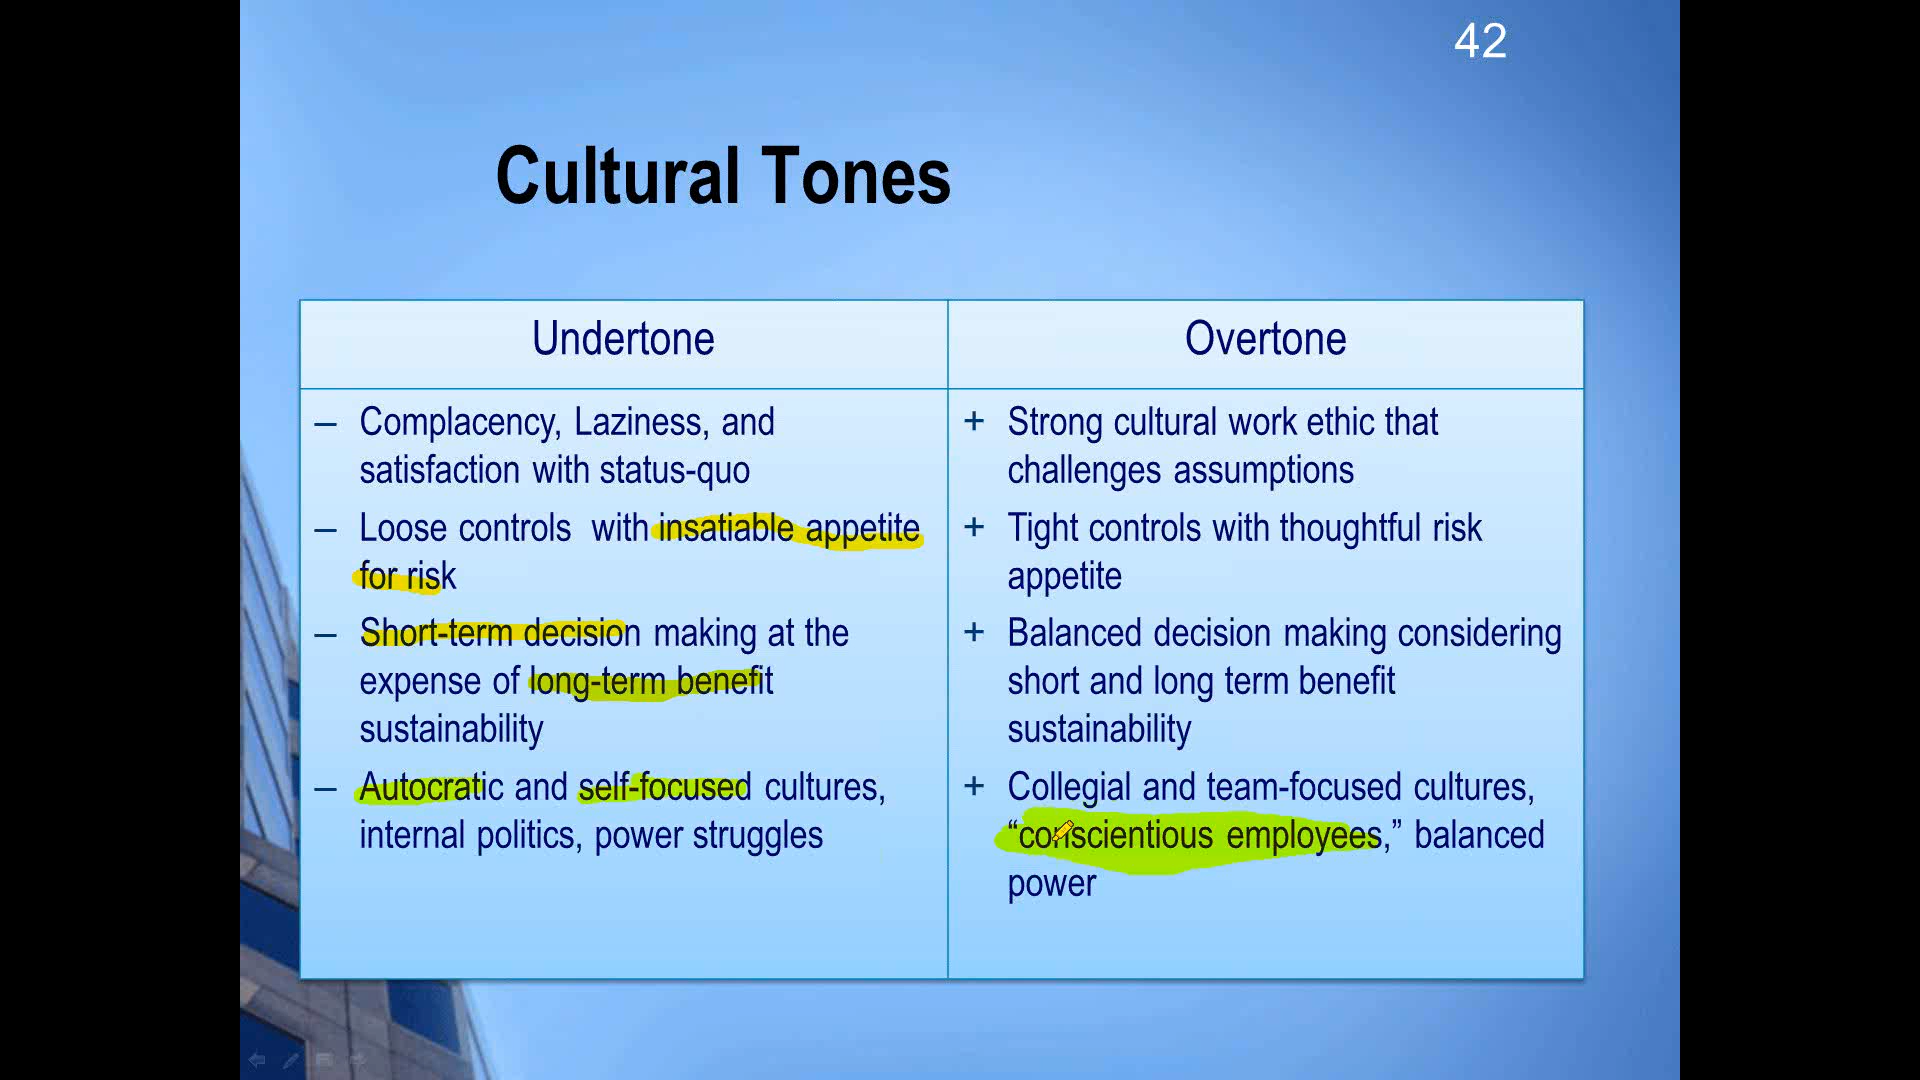 42
Cultural Tones
Undertone
– Complacency, Laziness, and
satisfaction with status-quo
– Loose controls with insatiable appetite
for risk
– Short-term decision making at the
expense of long-term benefit
sustainability
– Autocratic and self-focused cultures,
internal politics, power struggles
Overtone
+ Strong cultural work ethic that
challenges assumptions
+ Tight controls with thoughtful risk
appetite
+ Balanced decision making considering
short and long term benefit
sustainability
+ Collegial and team-focused cultures,
“conscientious employees,” balanced
power